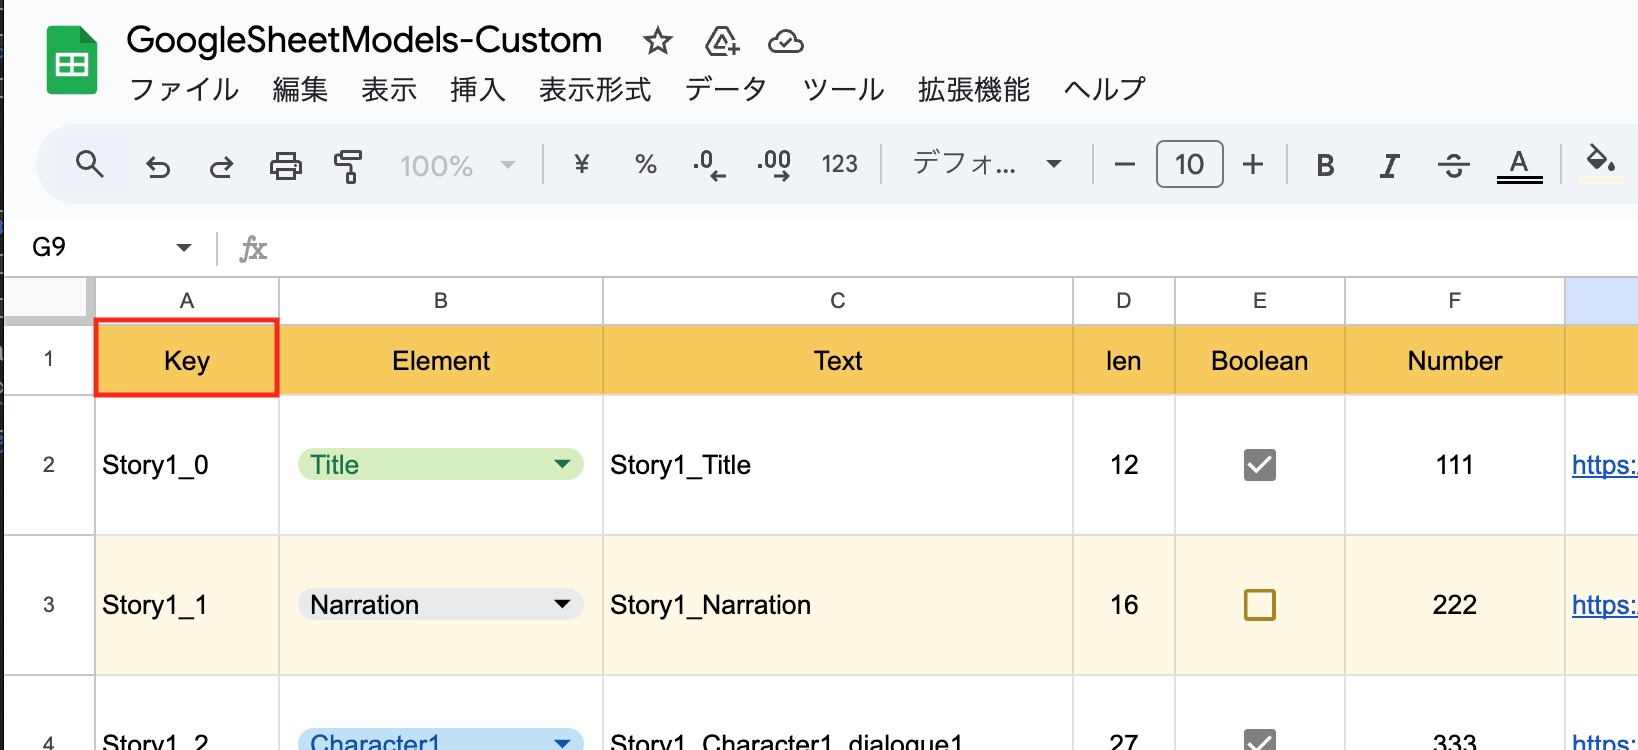 GoogleSheetModels-Custom
ファイル 編集 表示 挿入 表示形式 データ ツール 拡張機能 ヘルプ
100% ¥ % .0 .00 123 デフォ... 10 B I S A
G9 fx
A B C D E F
1 Key Element Text len Boolean Number
2 Story1_0 Title Story1_Title 12 111 https:
3 Story1_1 Narration Story1_Narration 16 222 https:
4 Story1_2 Character1 Story1_Character1_dialogue1 27 333 https: